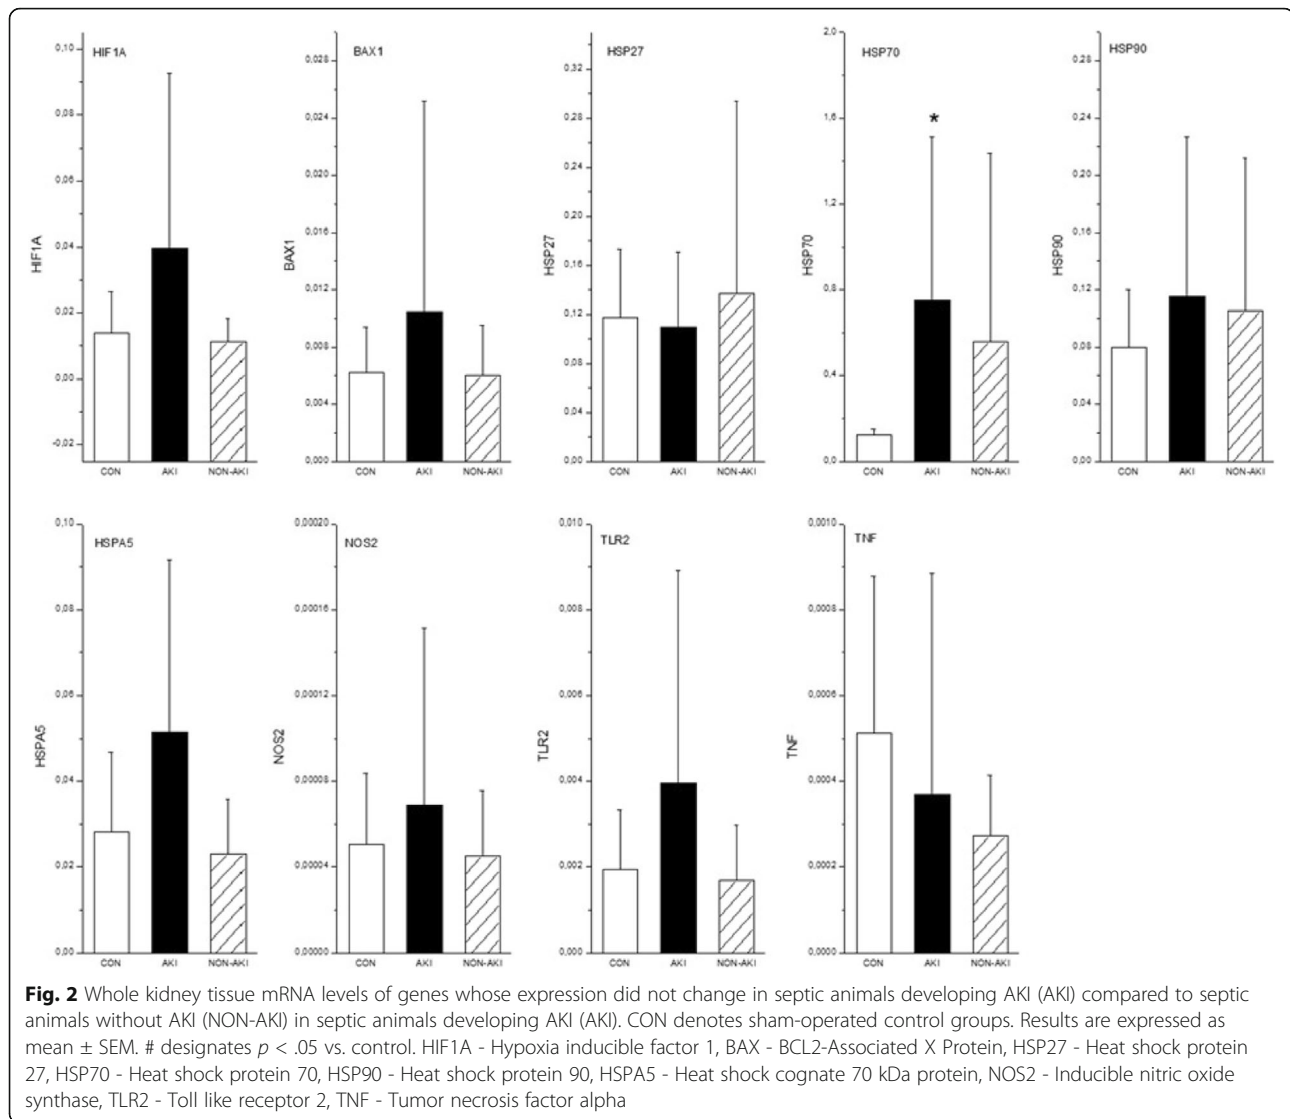 HIF1A
0,10
0,08
0,06
0,04
0,02
0,00
-0,02
HIF1A
CON AKI NON-AKI
BAX1
0,028
0,024
0,020
0,016
0,012
0,008
0,004
0,000
BAX1
CON AKI NON-AKI
HSP27
0,32
0,28
0,24
0,20
0,16
0,12
0,08
0,04
0,00
HSP27
CON AKI NON-AKI
HSP70
2,0
1,6
1,2
0,8
0,4
0,0
HSP70
*
CON AKI NON-AKI
HSP90
0,28
0,24
0,20
0,16
0,12
0,08
0,04
0,00
HSP90
CON AKI NON-AKI
HSPA5
0,10
0,08
0,06
0,04
0,02
0,00
HSPA5
CON AKI NON-AKI
NOS2
0,00020
0,00016
0,00012
0,00008
0,00004
0,00000
NOS2
CON AKI NON-AKI
TLR2
0,010
0,008
0,006
0,004
0,002
0,000
TLR2
CON AKI NON-AKI
TNF
0,0010
0,0008
0,0006
0,0004
0,0002
0,0000
TNF
CON AKI NON-AKI
Fig. 2 Whole kidney tissue mRNA levels of genes whose expression did not change in septic animals developing AKI (AKI) compared to septic
animals without AKI (NON-AKI) in septic animals developing AKI (AKI). CON denotes sham-operated control groups. Results are expressed as
mean ± SEM. # designates p < .05 vs. control. HIF1A - Hypoxia inducible factor 1, BAX - BCL2-Associated X Protein, HSP27 - Heat shock protein
27, HSP70 - Heat shock protein 70, HSP90 - Heat shock protein 90, HSPA5 - Heat shock cognate 70 kDa protein, NOS2 - Inducible nitric oxide
synthase, TLR2 - Toll like receptor 2, TNF - Tumor necrosis factor alpha